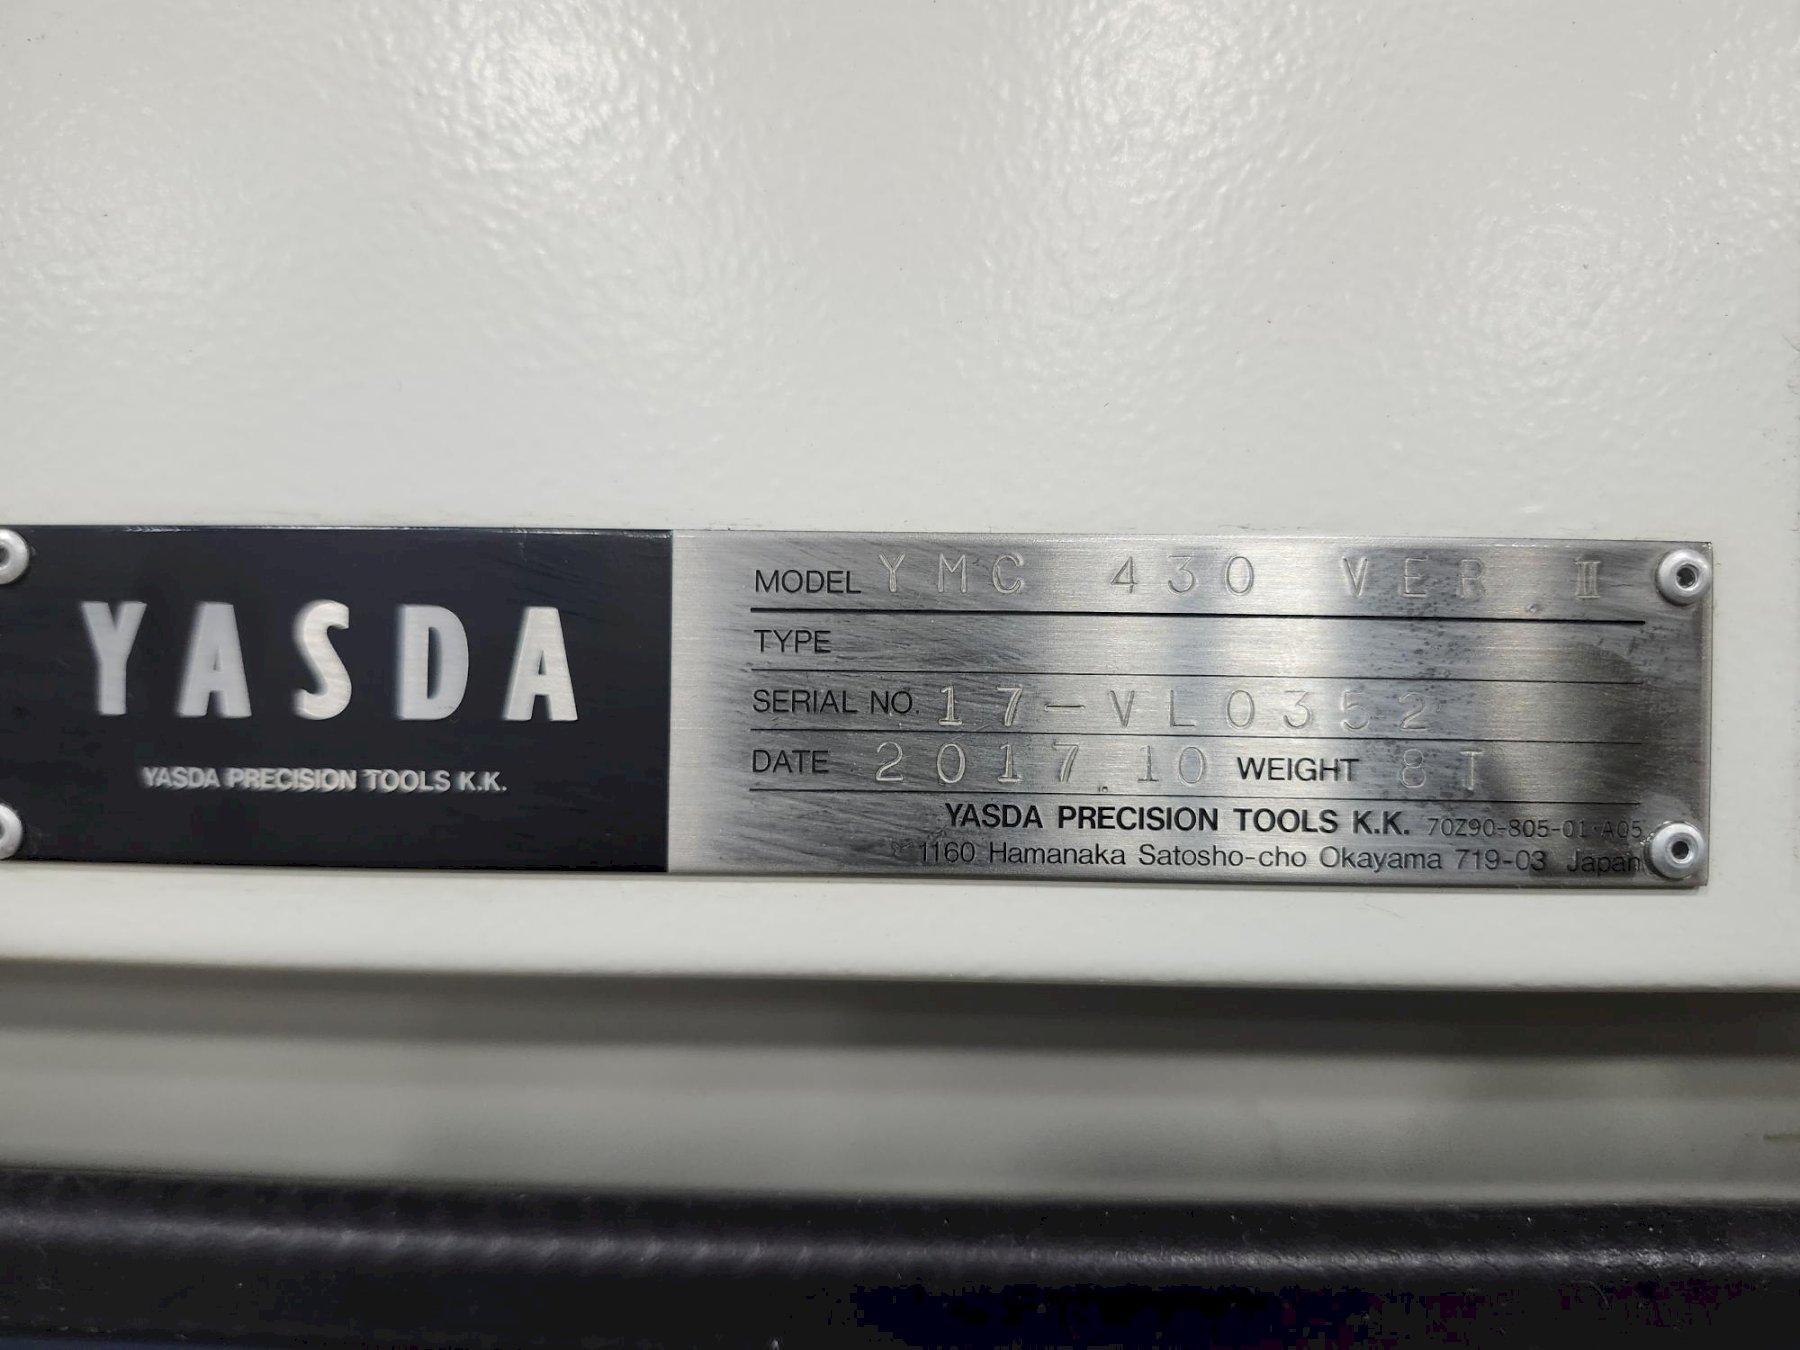 YASDA
YASDA PRECISION TOOLS K.K.
MODEL YMC 430 VER Ⅱ
TYPE
SERIAL NO. 17-VL0352
DATE 2017 10 WEIGHT 8T
YASDA PRECISION TOOLS K.K. 70Z90-805-01-A05
1160 Hamanaka Satosho-cho Okayama 719-03 Japan